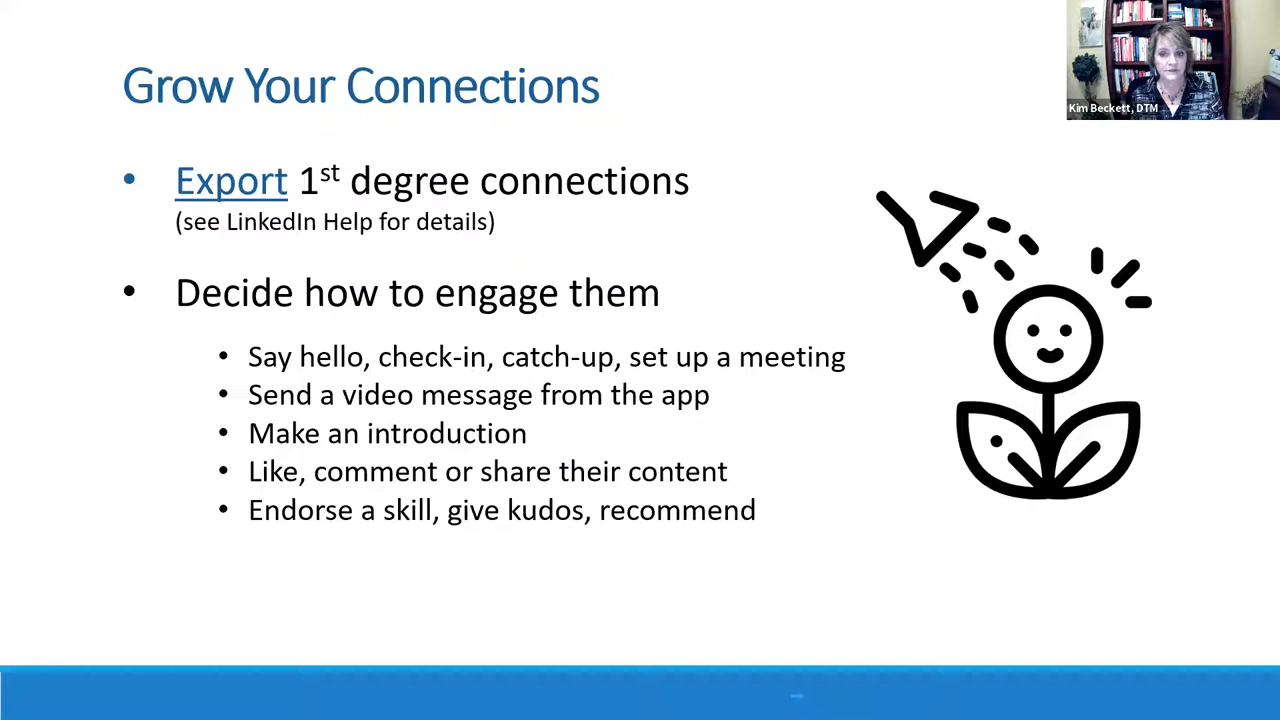 Grow Your Connections
Kim Beckett, DTM
• Export 1st degree connections
(see LinkedIn Help for details)
• Decide how to engage them
• Say hello, check-in, catch-up, set up a meeting
• Send a video message from the app
• Make an introduction
• Like, comment or share their content
• Endorse a skill, give kudos, recommend